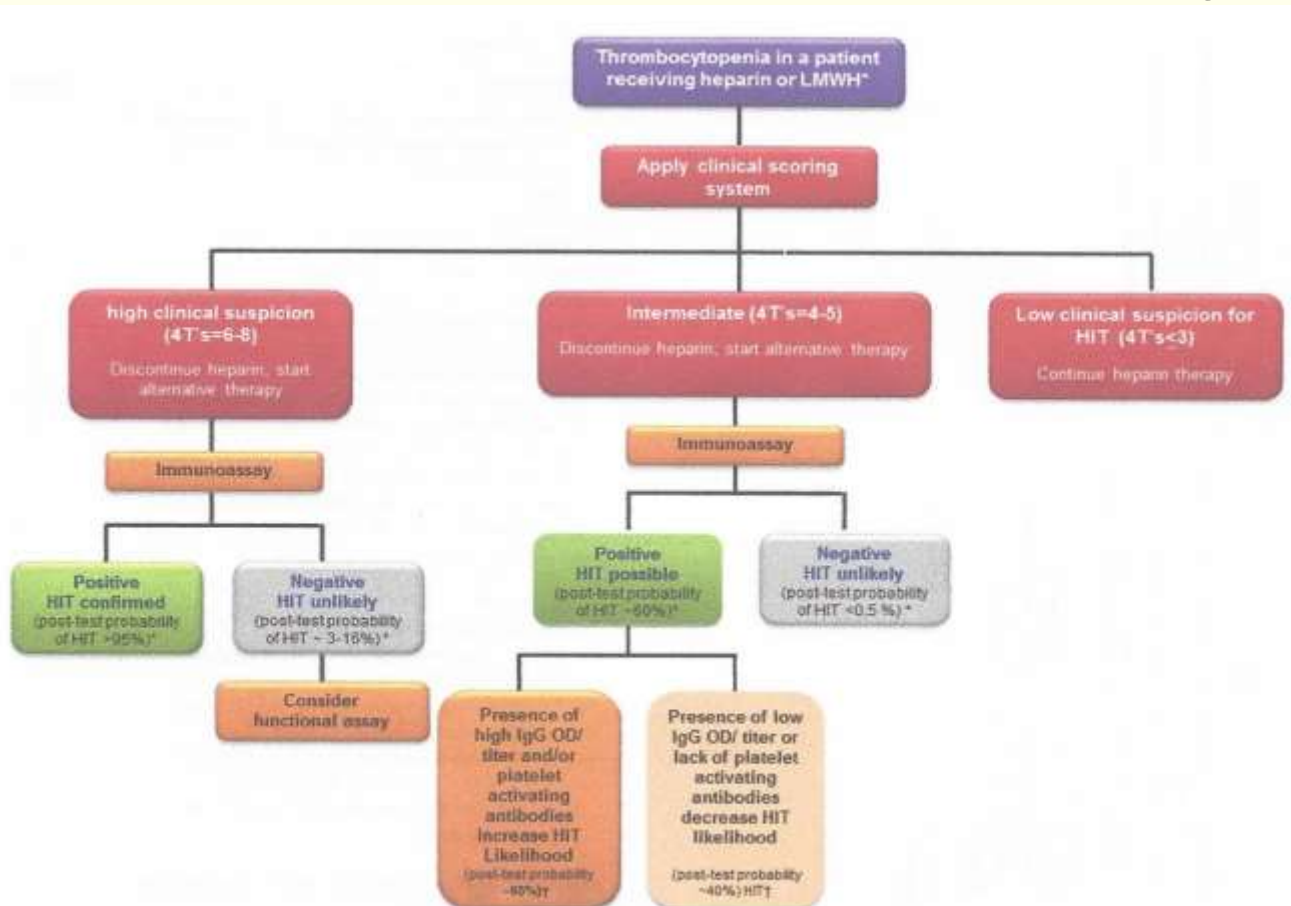 Thrombocytopenia in a patient
receiving heparin or LMWH*
Apply clinical scoring
system
high clinical suspicion
(4T's=6-8)
Discontinue heparin, start
alternative therapy
Intermediate (4T's=4-5)
Discontinue heparin, start alternative therapy
Low clinical suspicion for
HIT (4T's≤3)
Continue heparin therapy
Immunoassay
Immunoassay
Positive
HIT confirmed
(post-test probability
of HIT >95%)*
Negative
HIT unlikely
(post-test probability
of HIT ~ 3-16%)*
Positive
HIT possible
(post-test probability
of HIT ~60%)*
Negative
HIT unlikely
(post-test probability
of HIT <0.5 %) *
Consider
functional assay
Presence of
high IgG OD/
titer and/or
platelet
activating
antibodies
Increase HIT
Likelihood
(post-test probability
Presence of low
IgG OD/ titer or
lack of platelet
activating
antibodies
decrease HIT
likelihood
(post-test probability
~40%) HIT†